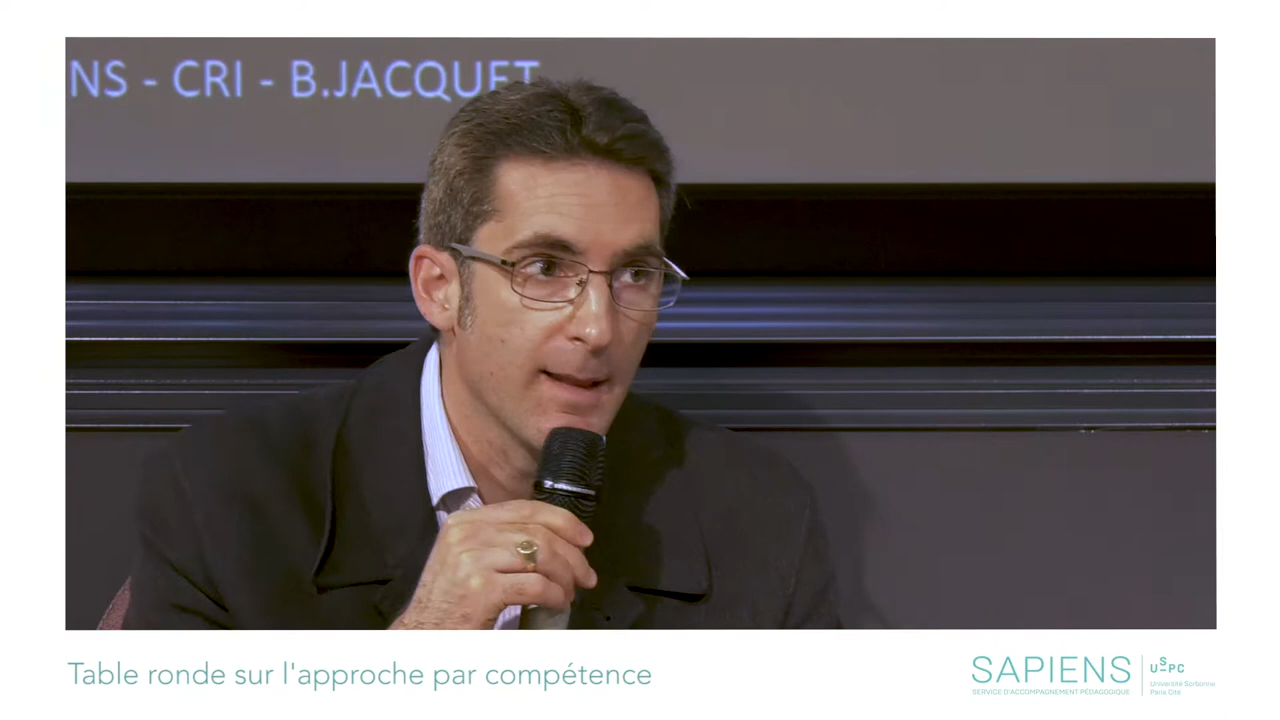 NS - CRI - B.JACQUET
Table ronde sur l'approche par compétence
SAPIENS
SERVICE D'ACCOMPAGNEMENT PÉDAGOGIQUE
USPC
Université Sorbonne
Paris Cité